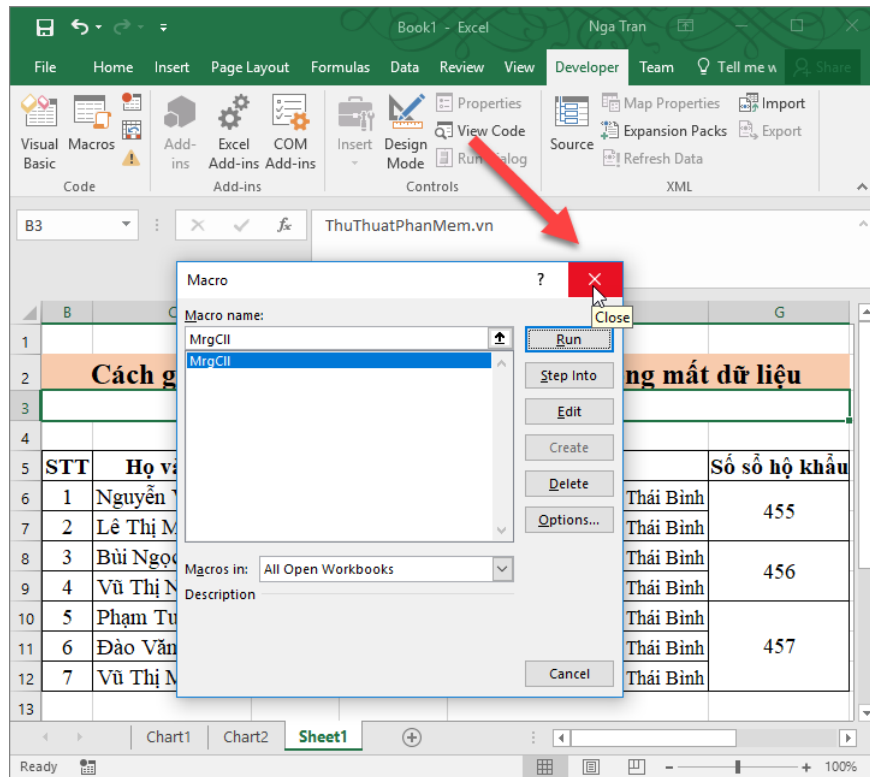 Book1 - Excel Nga Tran
File Home Insert Page Layout Formulas Data Review View Developer Team Tell me w Share
Visual Basic Macros Add-ins Excel Add-ins COM Add-ins Insert Design Mode Properties View Code Run Dialog Source Map Properties Expansion Packs Refresh Data Import Export
Code Add-ins Controls XML
B3 fx ThuThuatPhanMem.vn
Macro ? Close
B G
Macro name:
MrgCll Run
MrgCll
Step Into
Edit
Create
Delete
Options...
Macros in: All Open Workbooks
Description
Cancel
1
2 Cách ng mất dữ liệu
3
4
5 STT Họ Số sổ hộ khẩu
6 1 Nguyễn Thái Bình 455
7 2 Lê Thị Thái Bình
8 3 Bùi Ngọc Thái Bình 456
9 4 Vũ Thị Thái Bình
10 5 Phạm Thái Bình
11 6 Đào Văn Thái Bình 457
12 7 Vũ Thị Thái Bình
13
Chart1 Chart2 Sheet1
Ready 100%